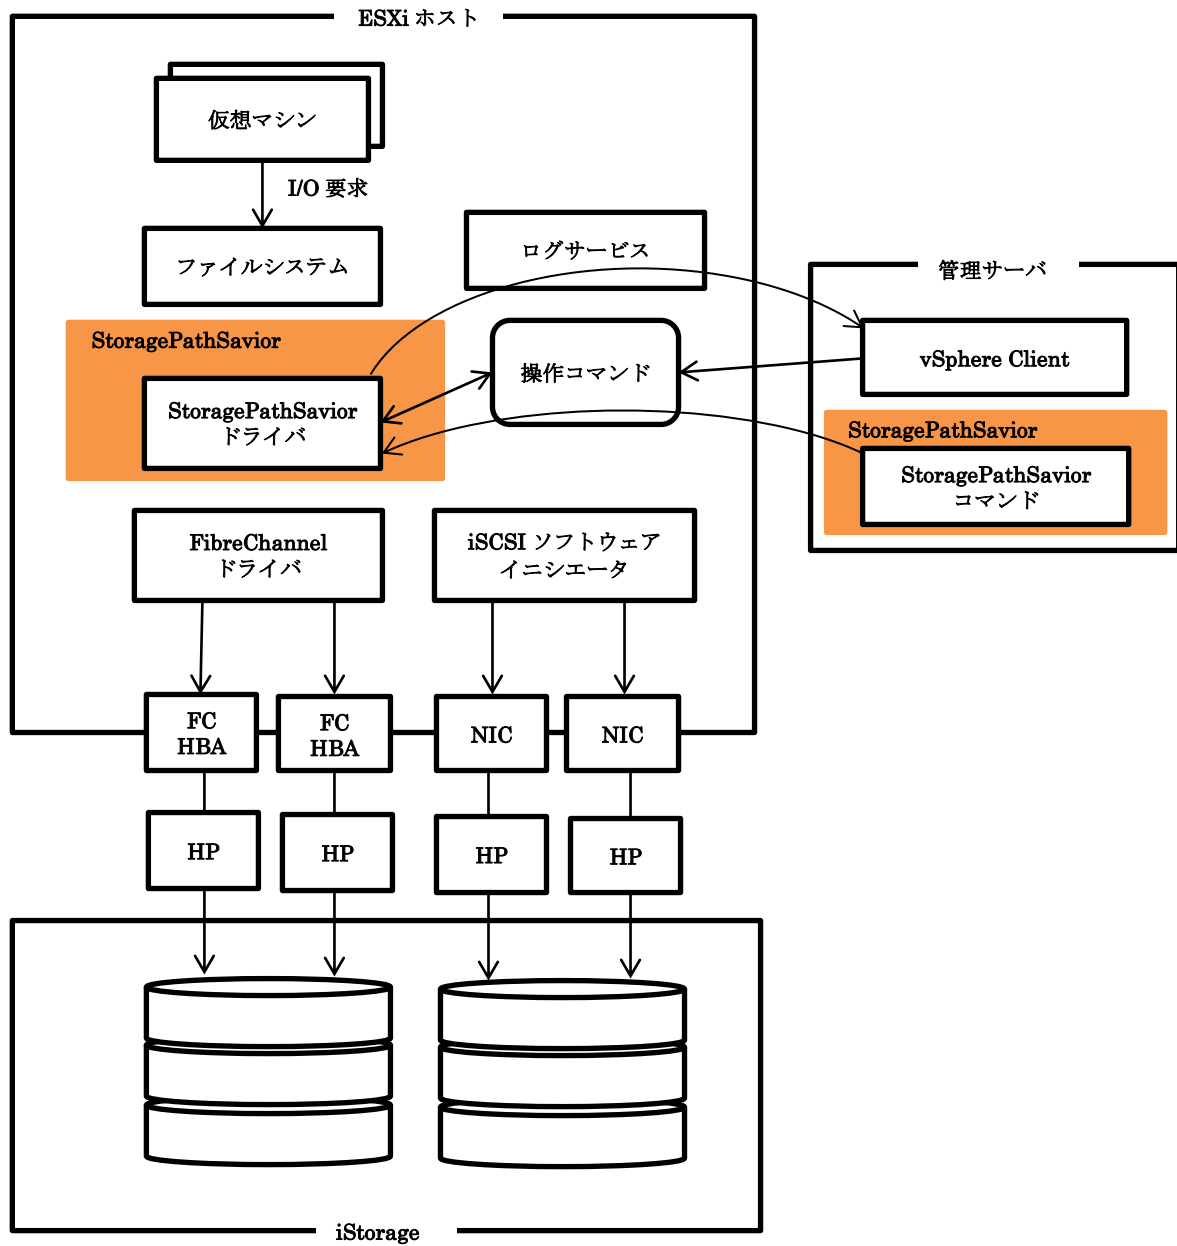 ESXi ホスト
仮想マシン
I/O 要求
ファイルシステム
ログサービス
管理サーバ
StoragePathSavior
StoragePathSavior
ドライバ
操作コマンド
vSphere Client
StoragePathSavior
StoragePathSavior
コマンド
FibreChannel
ドライバ
iSCSI ソフトウェア
イニシエータ
FC
HBA
FC
HBA
NIC
NIC
HP
HP
HP
HP
iStorage